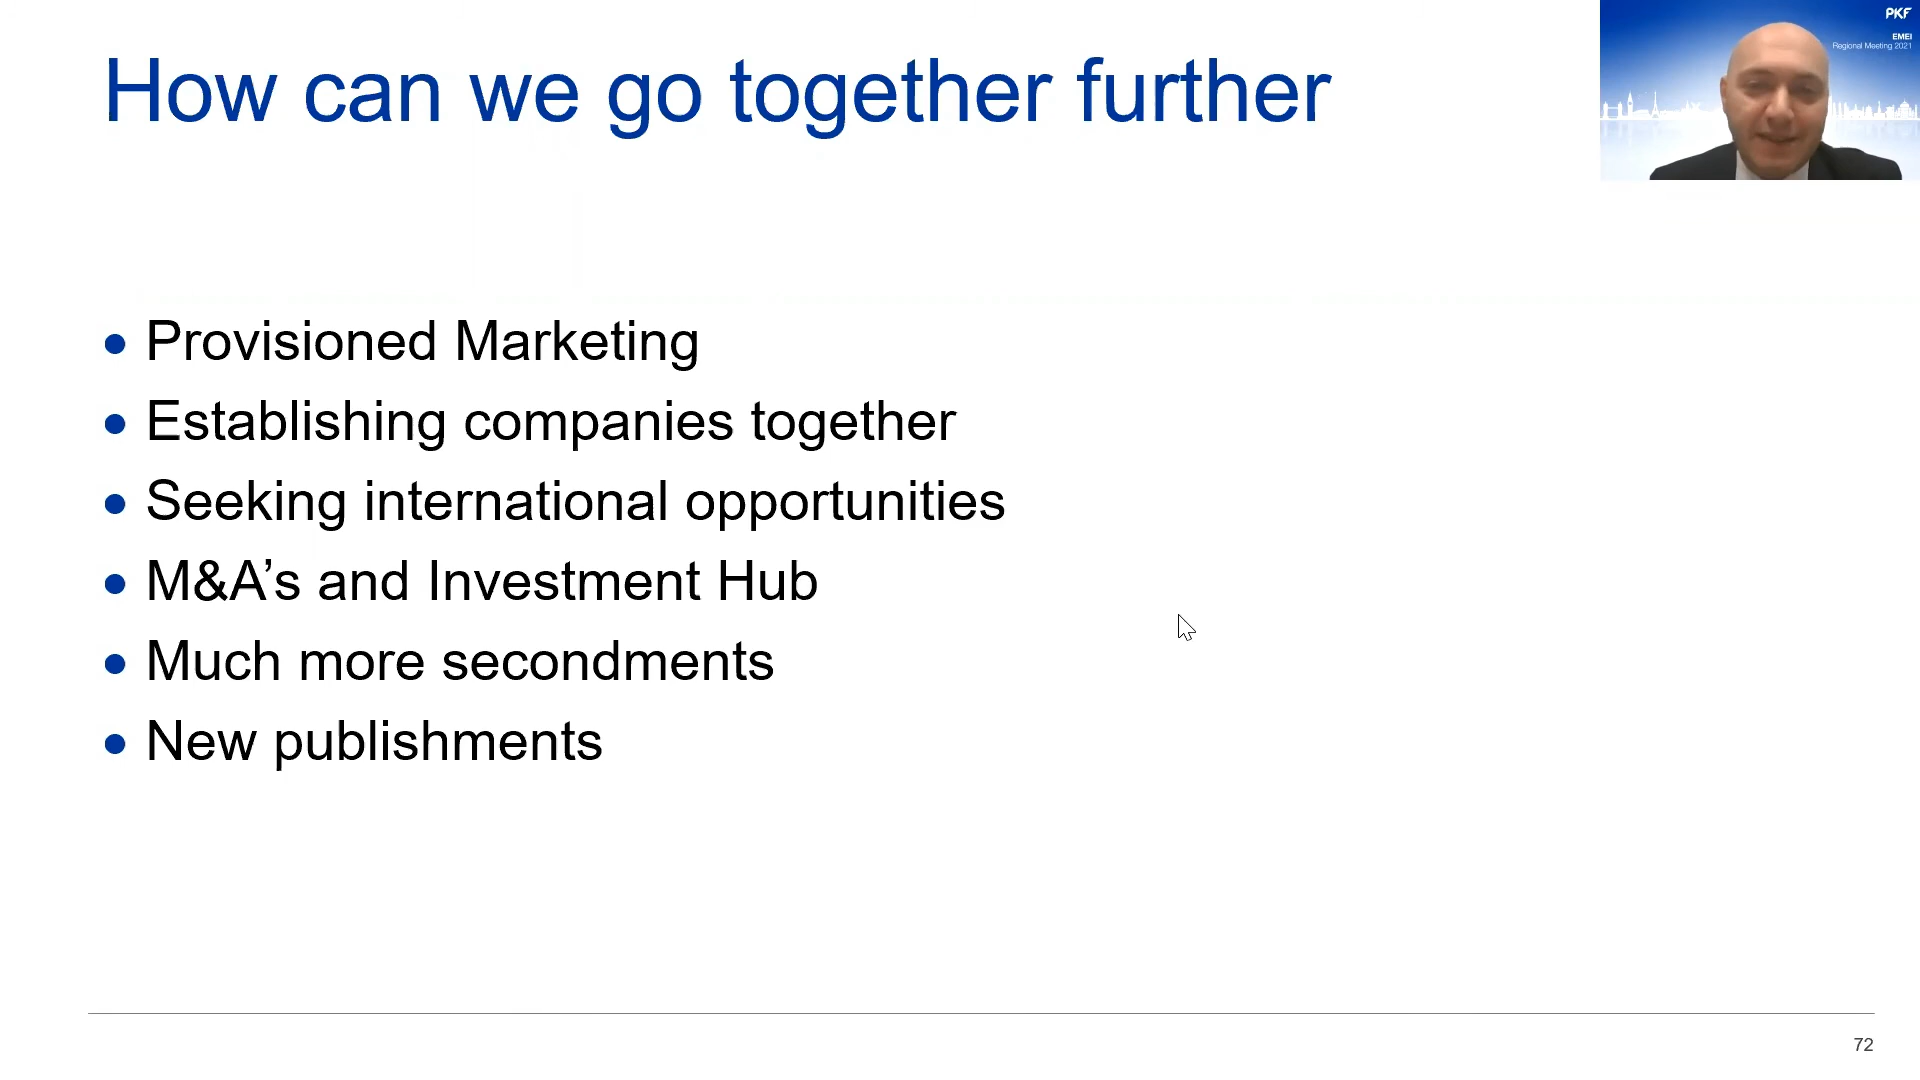 How can we go together further
PKF
EMEI
Regional Meeting 2021
• Provisioned Marketing
• Establishing companies together
• Seeking international opportunities
• M&A’s and Investment Hub
• Much more secondments
• New publishments
72